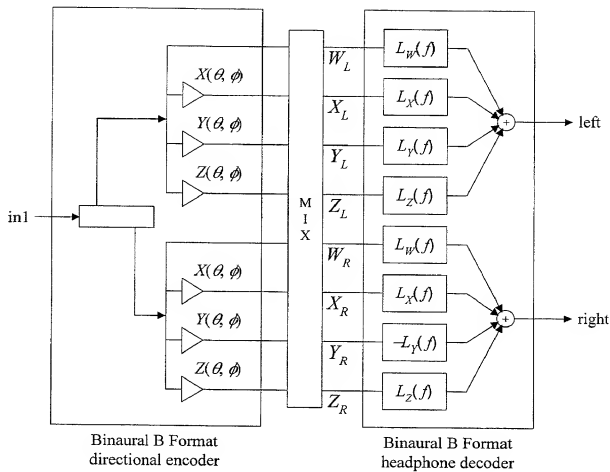 W_L
L_W(f)
X(θ, ϕ)
X_L
L_X(f)
left
Y(θ, ϕ)
Y_L
L_Y(f)
Z(θ, ϕ)
Z_L
L_Z(f)
in1
M
I
X
W_R
L_W(f)
X(θ, ϕ)
X_R
L_X(f)
right
Y(θ, ϕ)
Y_R
–L_Y(f)
Z(θ, ϕ)
Z_R
L_Z(f)
Binaural B Format
directional encoder
Binaural B Format
headphone decoder